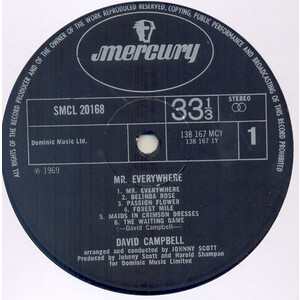 ALL RIGHTS OF THE RECORD PRODUCER AND OF THE OWNER OF THE WORK REPRODUCED RESERVED. COPYING, PUBLIC PERFORMANCE AND BROADCASTING OF THIS RECORD PROHIBITED
mercury
SMCL 20168
33 1/3
STEREO
Dominic Music Ltd.
138 167 MCY
138 167 1Y
1
℗ 1969
MR. EVERYWHERE
1. MR. EVERYWHERE
2. BELINDA ROSE
3. PASSION FLOWER
4. FOXEST MILE
5. MAIDS IN CRIMSON DRESSES
6. THE WAITING GAME
—David Campbell—
DAVID CAMPBELL
arranged and conducted by JOHNNY SCOTT
Produced by Johnny Scott and Harold Shampan
for Dominic Music Limited